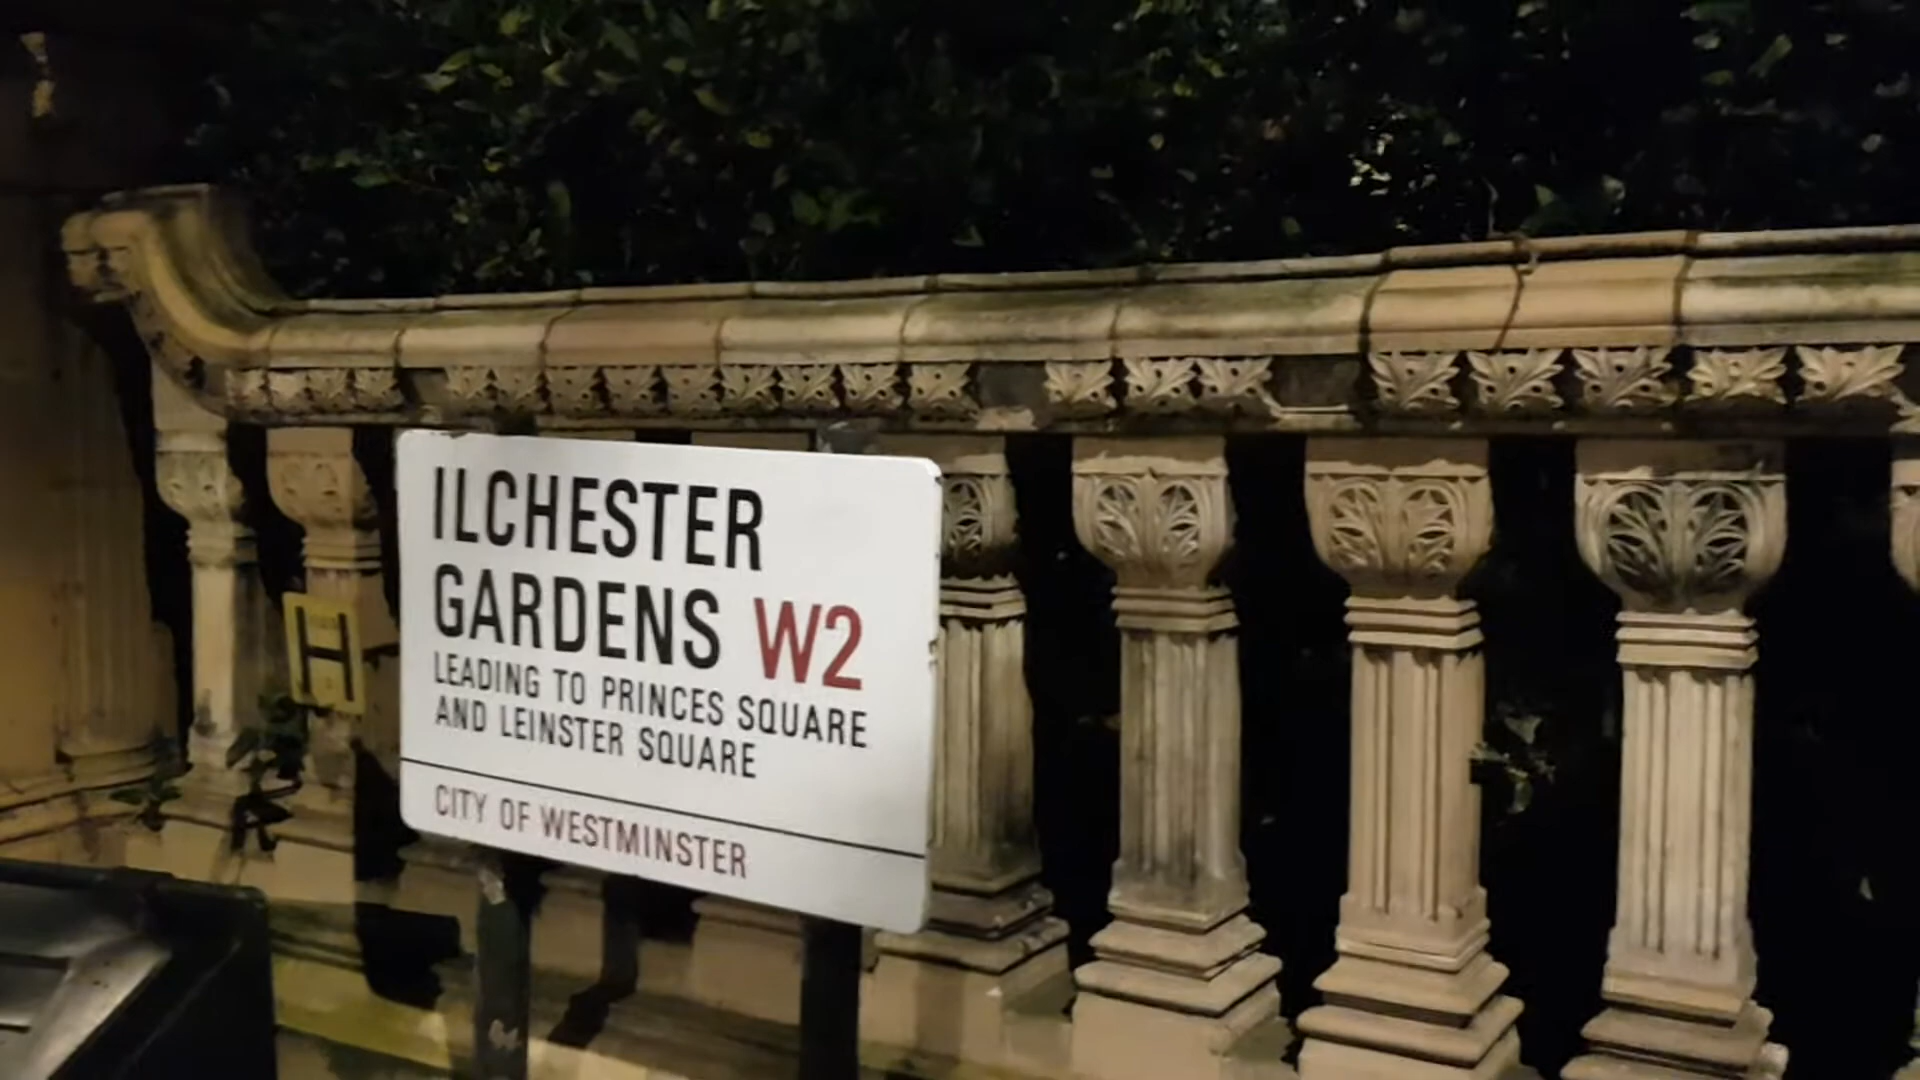 ILCHESTER
GARDENS W2
LEADING TO PRINCES SQUARE
AND LEINSTER SQUARE
CITY OF WESTMINSTER
H